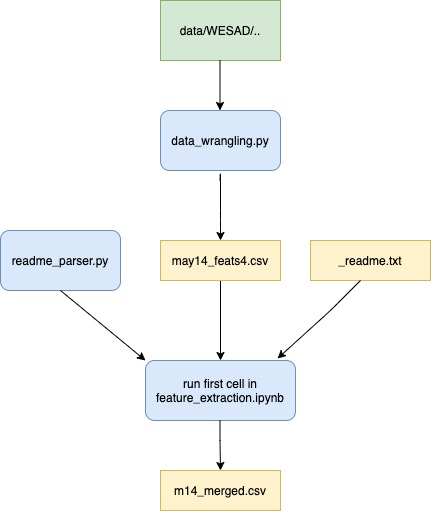 data/WESAD/..
data_wrangling.py
readme_parser.py
may14_feats4.csv
_readme.txt
run first cell in
feature_extraction.ipynb
m14_merged.csv